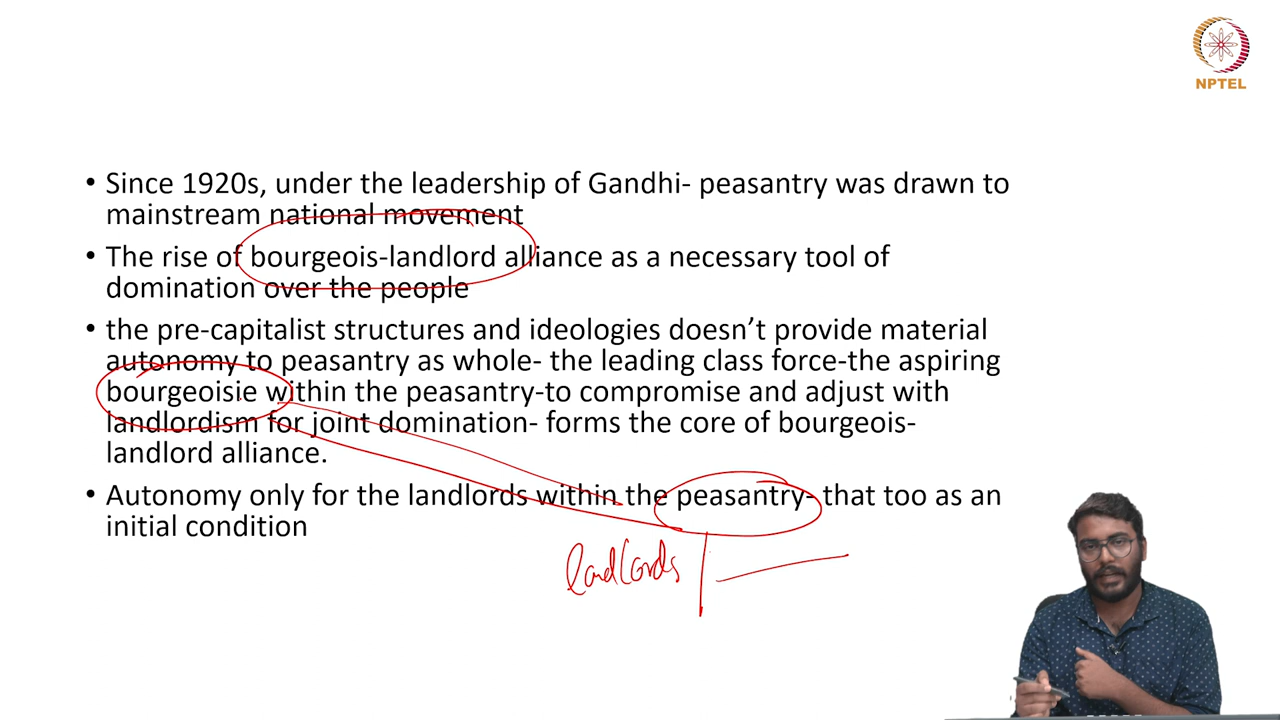 NPTEL
• Since 1920s, under the leadership of Gandhi- peasantry was drawn to
mainstream national movement
• The rise of bourgeois-landlord alliance as a necessary tool of
domination over the people
• the pre-capitalist structures and ideologies doesn't provide material
autonomy to peasantry as whole- the leading class force-the aspiring
bourgeoisie within the peasantry-to compromise and adjust with
landlordism for joint domination- forms the core of bourgeois-
landlord alliance.
• Autonomy only for the landlords within the peasantry- that too as an
initial condition
landlords